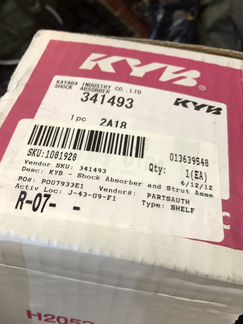 KYB
KAYABA INDUSTRY CO.,LTD
SHOCK ABSORBER
341493
KYB
1pc 2A18
013639548
SKU:1081928
Qty: 1(EA)
Vendor SKU: 341493
6/12/12
Desc: KYB - Shock Absorber and Strut Asse
PO#: PO07933E1 Vendor#: PARTSAUTH
Activ Loc: J-43-09-F1 Type: SHELF
R-07- -